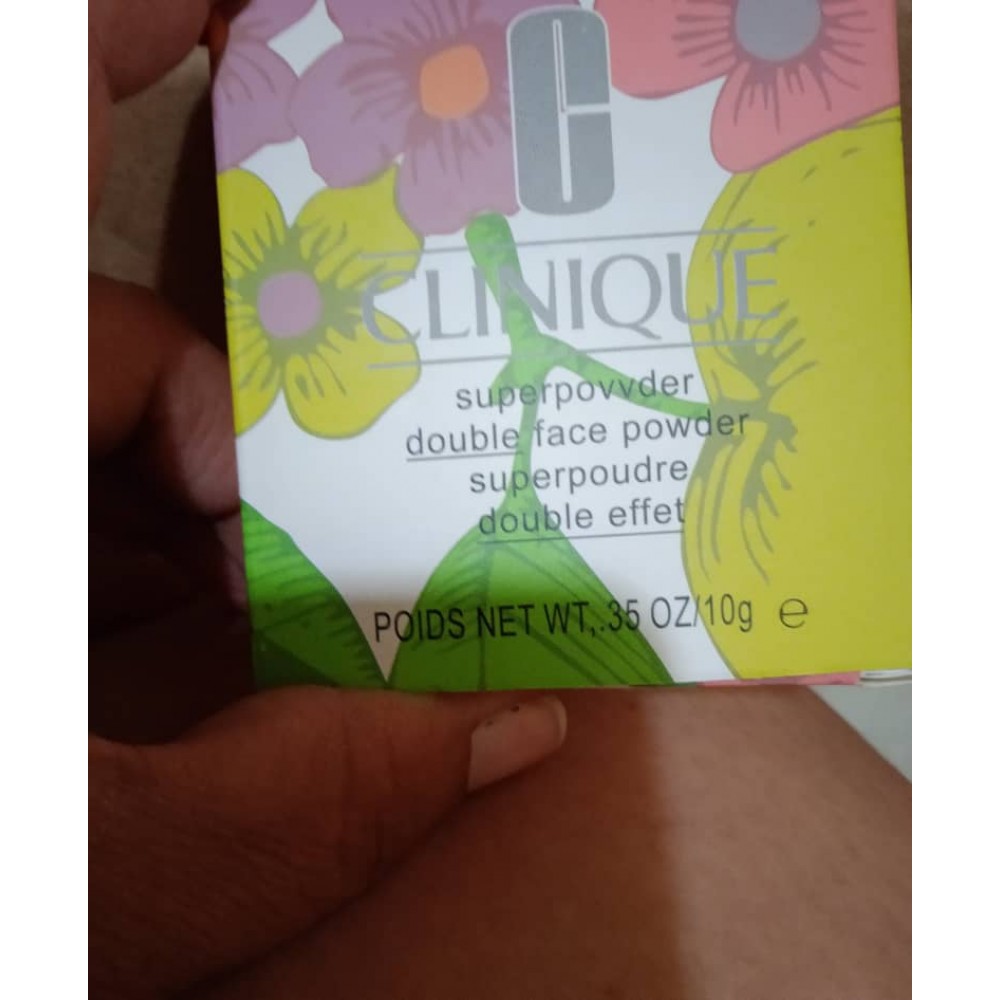 C
CLINIQUE
superpovvder
double face powder
superpoudre
double effet
POIDS NET WT,.35 OZ/10g ℮